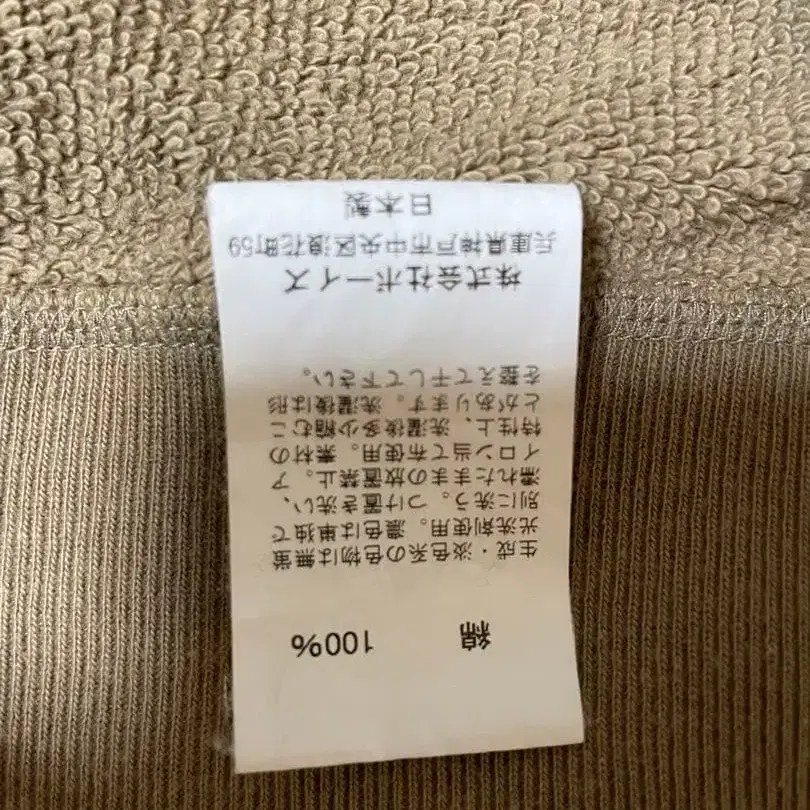 綿 100%
生成・淡色系の色物は無蛍
光洗剤使用。濃色は単独で
別に洗う。つけ置き洗い、
濡れたままの放置禁止。ア
イロン当て布使用。素材の
特性上、洗濯後多少縮むこ
とがあります。洗濯後は形
を整えて干して下さい。
株式会社ボーイズ
兵庫県神戸市中央区浪花町59
日本製